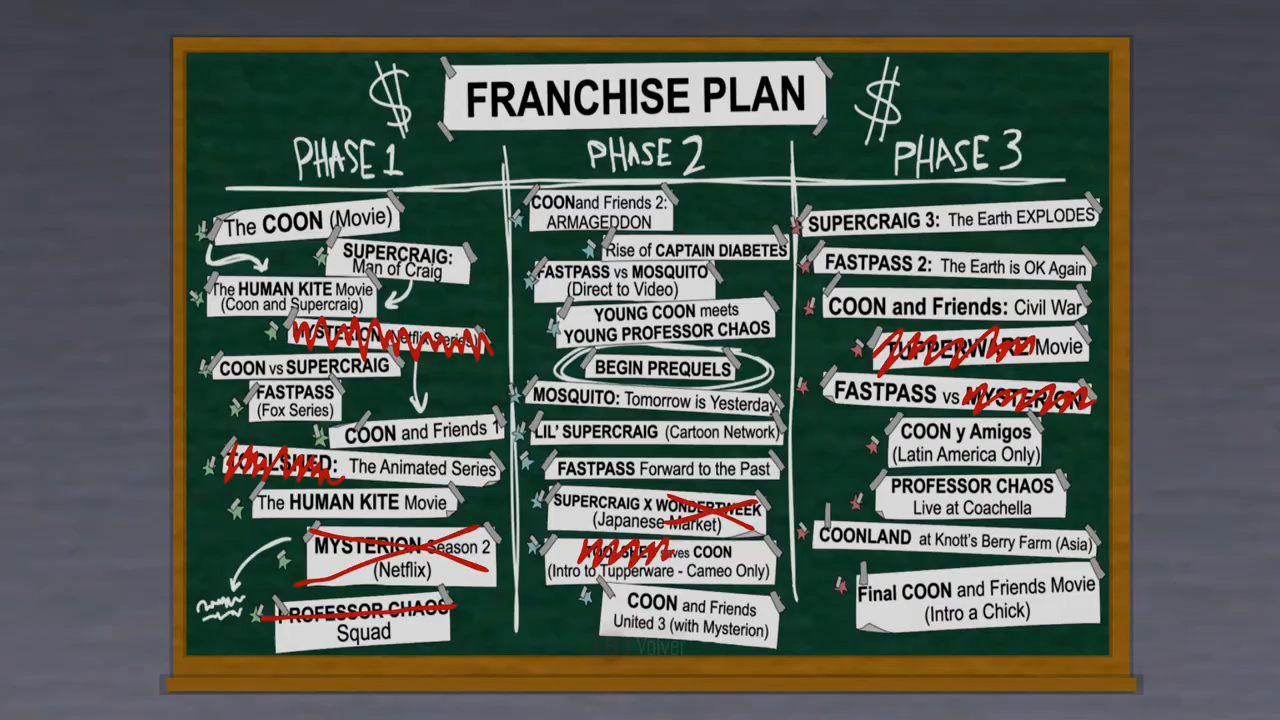 $ FRANCHISE PLAN $
PHASE 1
The COON (Movie)
SUPERCRAIG:
Man of Craig
The HUMAN KITE Movie
(Coon and Supercraig)
MYSTERION Netflix Series)
COON vs SUPERCRAIG
FASTPASS
(Fox Series)
COON and Friends 1
TOOLSHED: The Animated Series
The HUMAN KITE Movie
MYSTERION Season 2
(Netflix)
PROFESSOR CHAOS
Squad
PHASE 2
COON and Friends 2:
ARMAGEDDON
Rise of CAPTAIN DIABETES
FASTPASS vs MOSQUITO
(Direct to Video)
YOUNG COON meets
YOUNG PROFESSOR CHAOS
BEGIN PREQUELS
MOSQUITO: Tomorrow is Yesterday
LIL' SUPERCRAIG (Cartoon Network)
FASTPASS Forward to the Past
SUPERCRAIG X WONDERTWEEK
(Japanese Market)
COON
(Intro to Tupperware - Cameo Only)
COON and Friends
United 3 (with Mysterion)
Volver
PHASE 3
SUPERCRAIG 3: The Earth EXPLODES
FASTPASS 2: The Earth is OK Again
COON and Friends: Civil War
TUPPERWARE Movie
FASTPASS vs MYSTERION
COON y Amigos
(Latin America Only)
PROFESSOR CHAOS
Live at Coachella
COONLAND at Knott's Berry Farm (Asia)
Final COON and Friends Movie
(Intro a Chick)